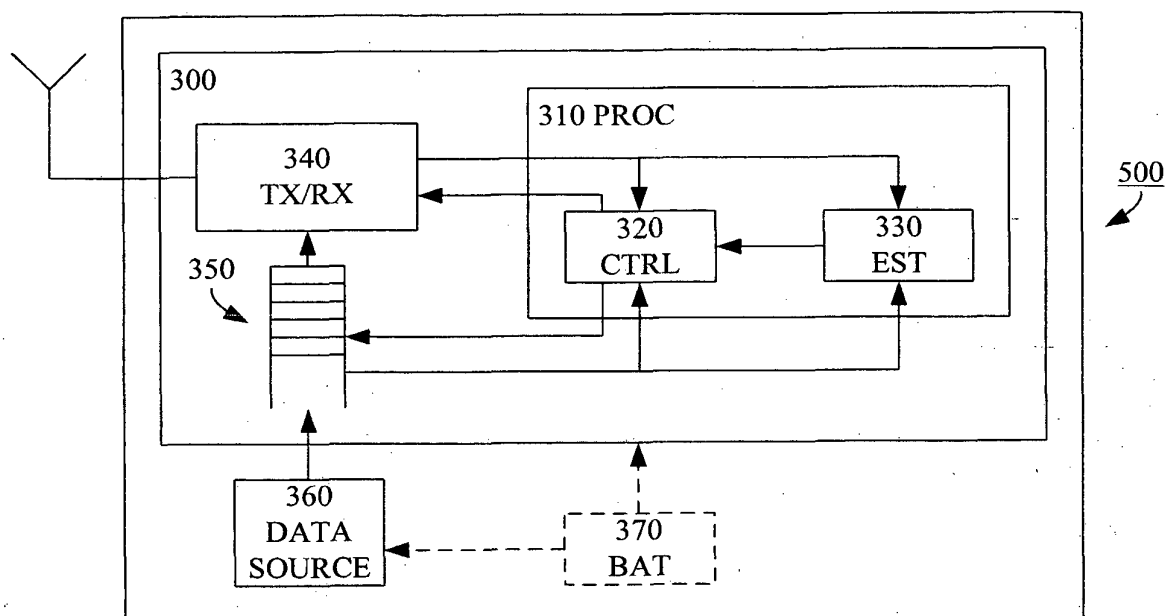 300
310 PROC
340
TX/RX
500
320
CTRL
330
EST
350
360
DATA
SOURCE
370
BAT